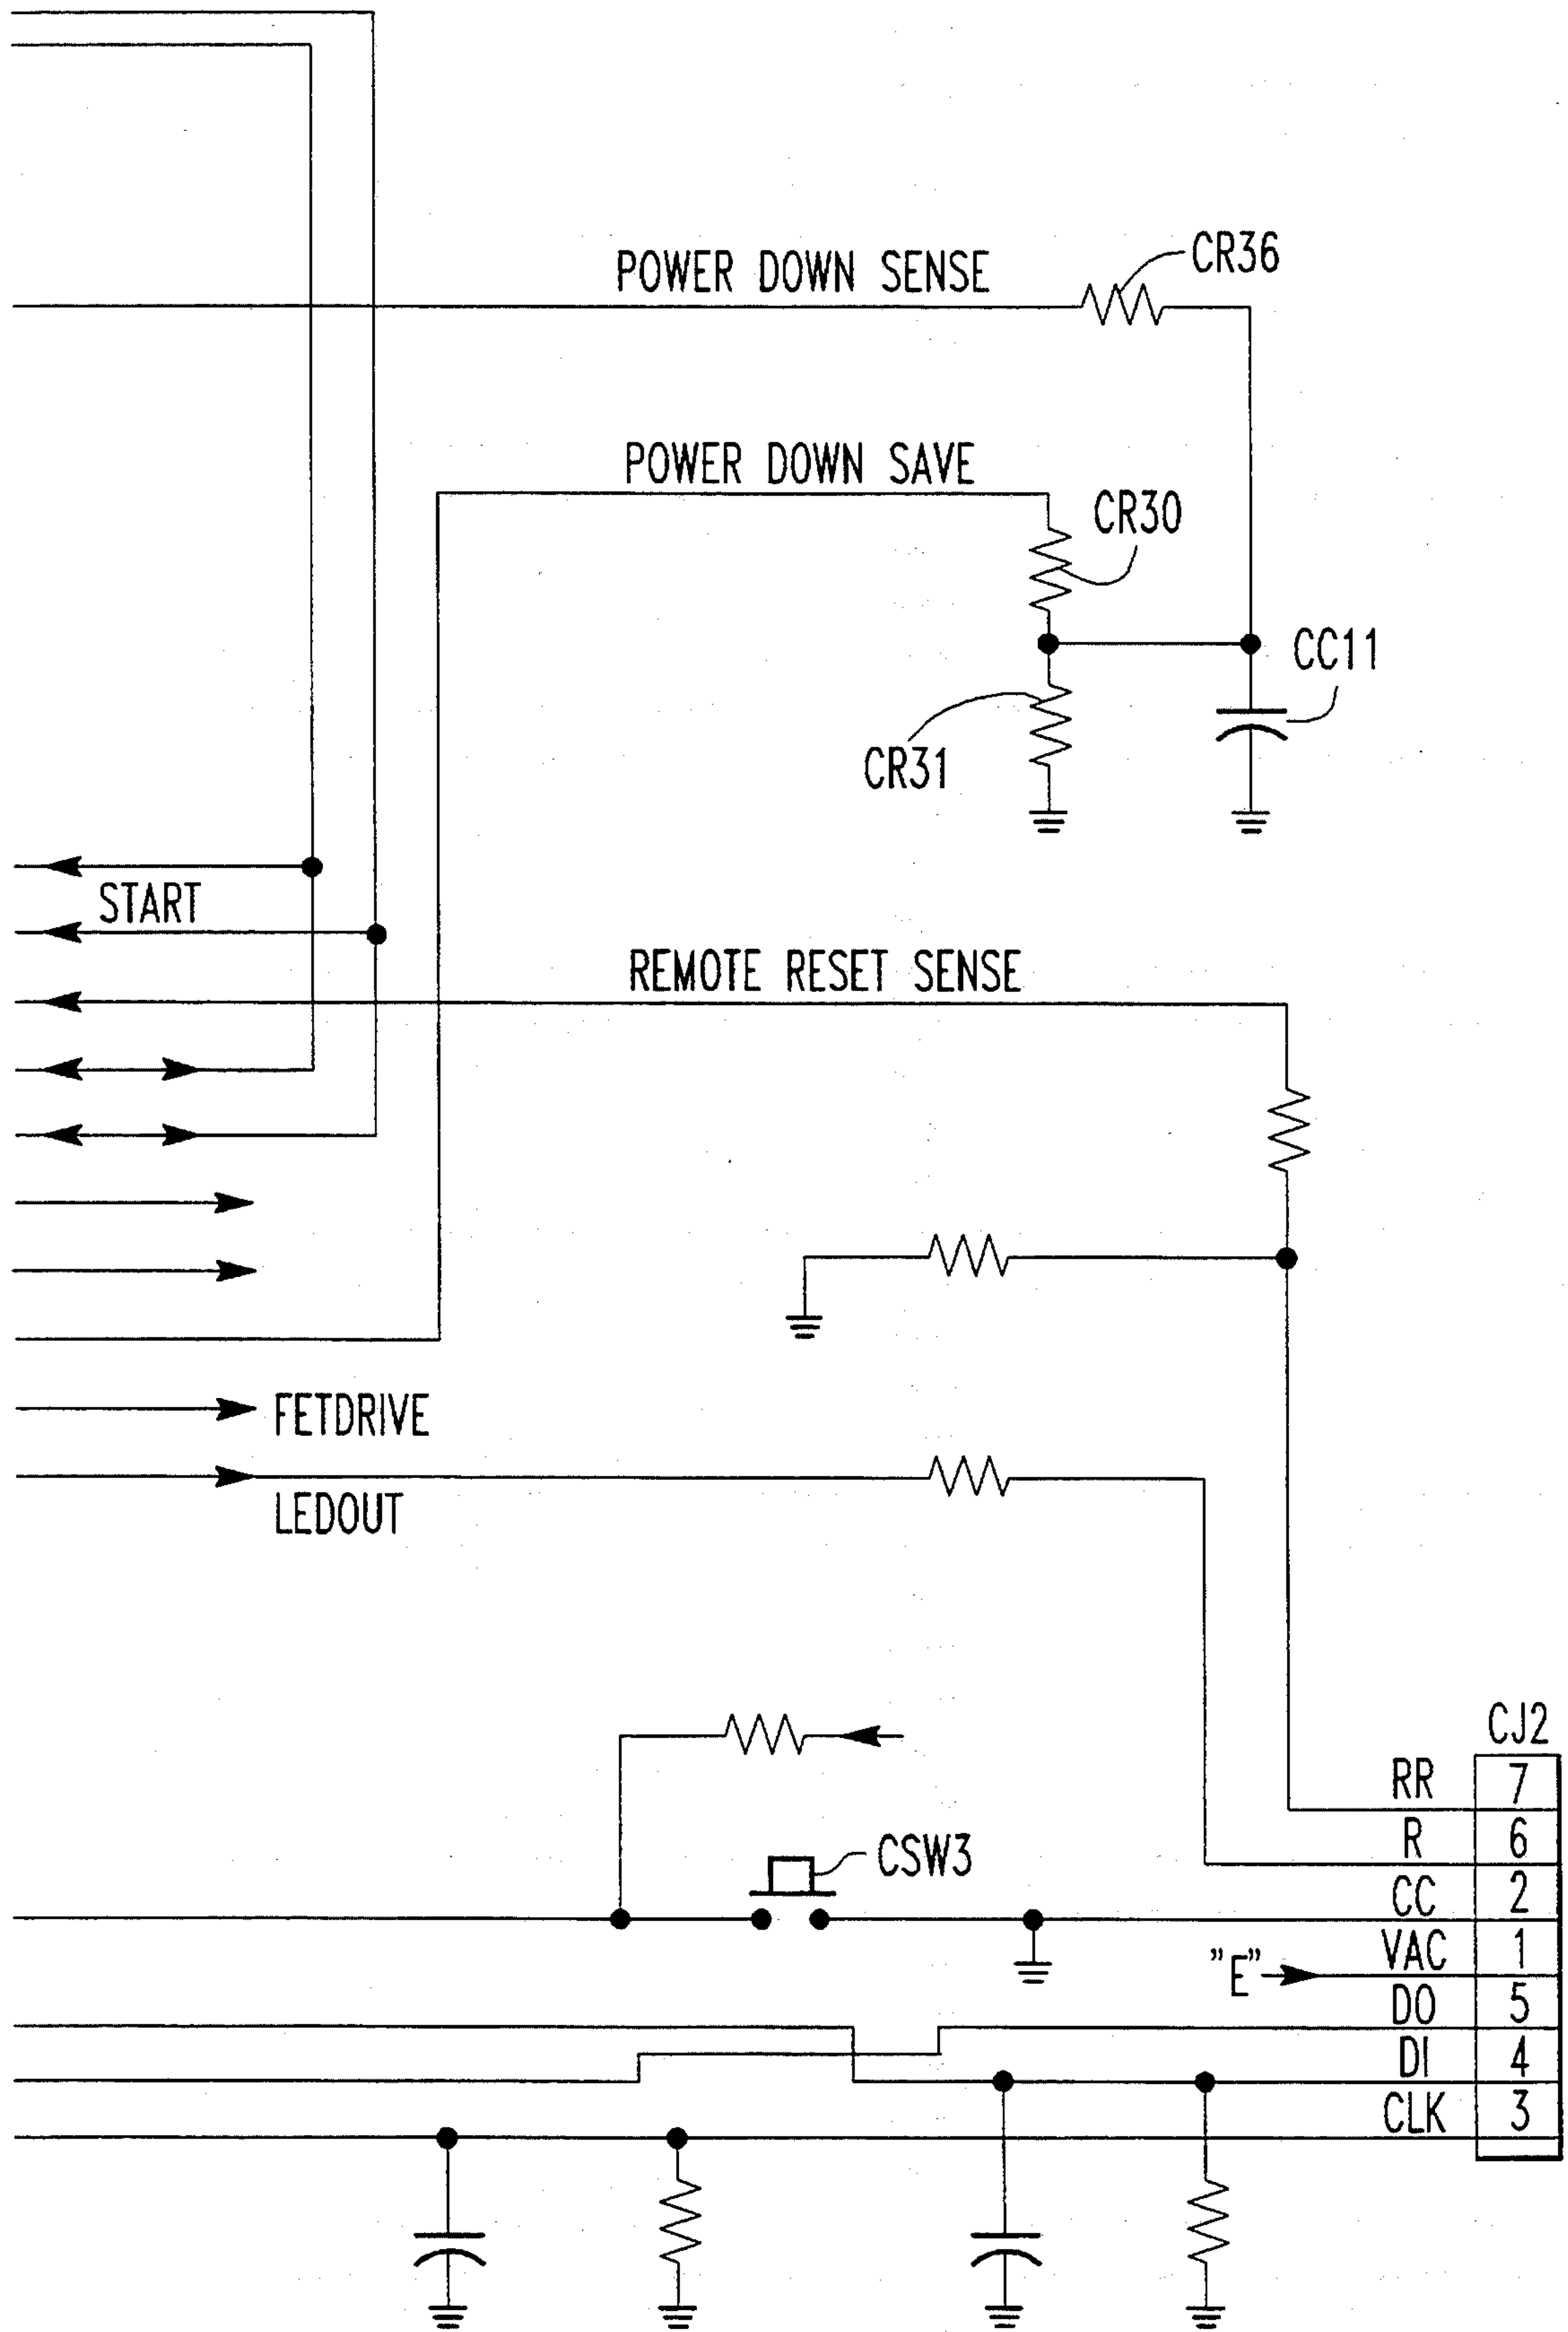 POWER DOWN SENSE
CR36
POWER DOWN SAVE
CR30
CC11
CR31
START
REMOTE RESET SENSE
FETDRIVE
LEDOUT
CJ2
RR 7
R 6
CSW3
CC 2
VAC 1
"E"
DO 5
DI 4
CLK 3